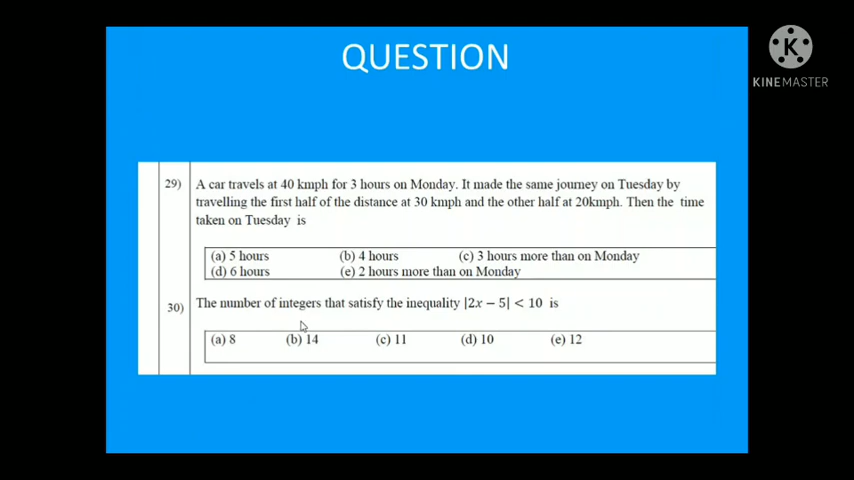 QUESTION
K
KINEMASTER
29) A car travels at 40 kmph for 3 hours on Monday. It made the same journey on Tuesday by
travelling the first half of the distance at 30 kmph and the other half at 20kmph. Then the time
taken on Tuesday is
(a) 5 hours (b) 4 hours (c) 3 hours more than on Monday
(d) 6 hours (e) 2 hours more than on Monday
30) The number of integers that satisfy the inequality |2x − 5| < 10 is
(a) 8 (b) 14 (c) 11 (d) 10 (e) 12